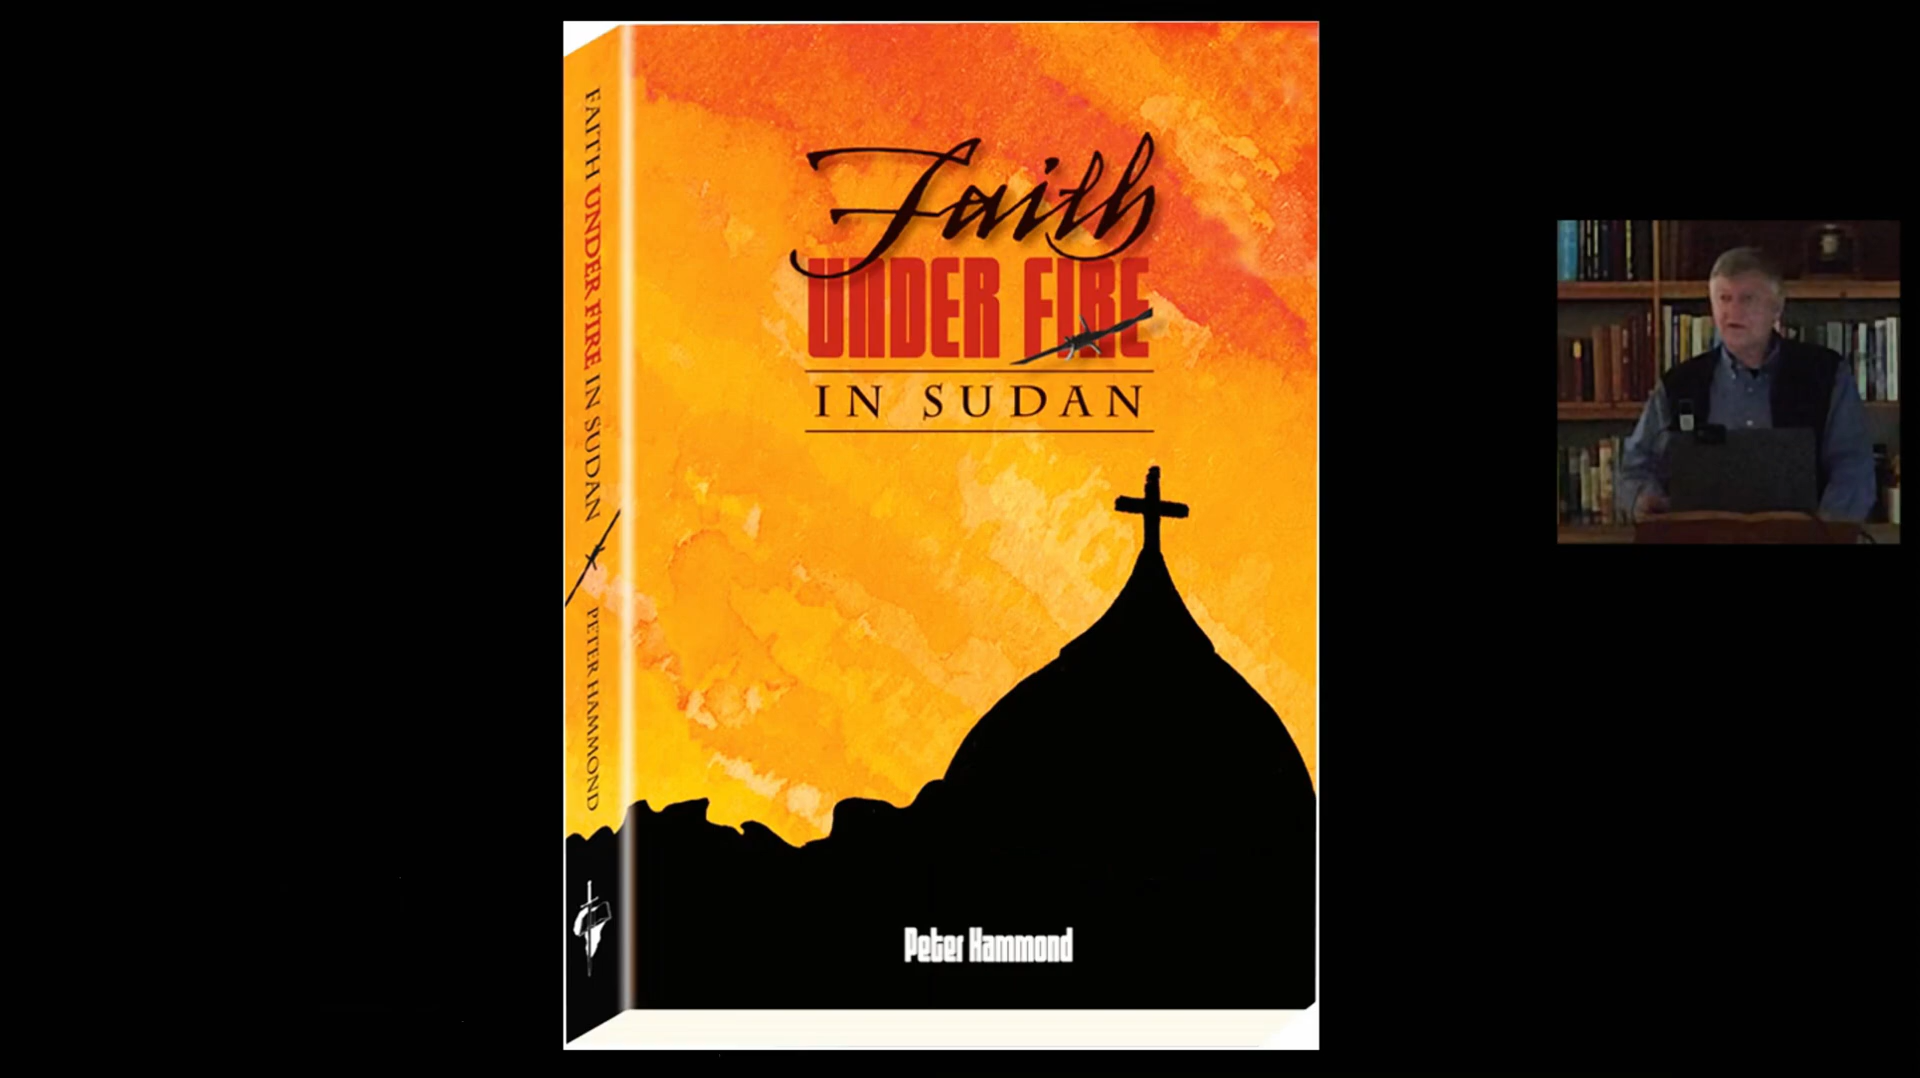 FAITH UNDER FIRE IN SUDAN
PETER HAMMOND
Faith
UNDER FIRE
IN SUDAN
Peter Hammond